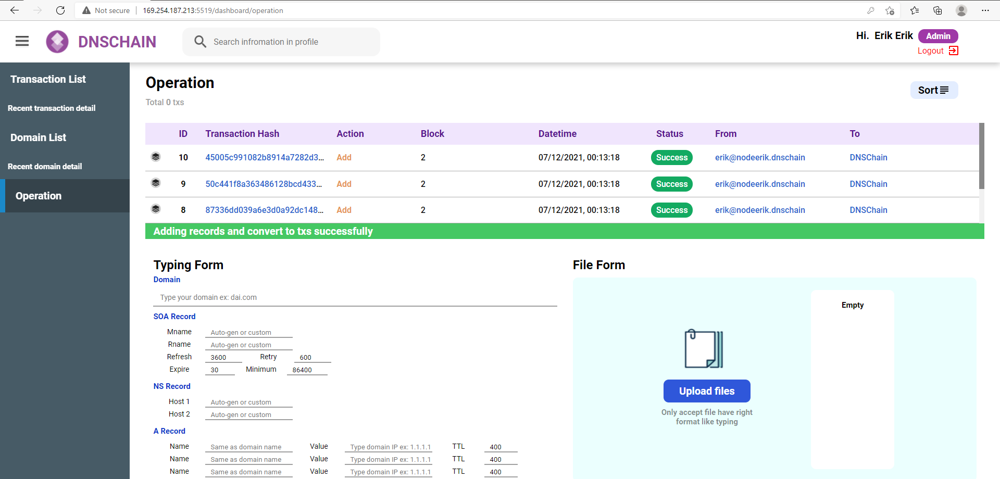 Not secure | 169.254.187.213:5519/dashboard/operation
DNSCHAIN
Search infromation in profile
Hi. Erik Erik Admin
Logout
Transaction List
Recent transaction detail
Domain List
Recent domain detail
Operation
Operation
Total 0 txs
Sort
ID Transaction Hash Action Block Datetime Status From To
10 45005c991082b8914a7282d3... Add 2 07/12/2021, 00:13:18 Success erik@nodeerik.dnschain DNSChain
9 50c441f8a363486128bcd433... Add 2 07/12/2021, 00:13:18 Success erik@nodeerik.dnschain DNSChain
8 87336dd039a6e3d0a92dc148... Add 2 07/12/2021, 00:13:18 Success erik@nodeerik.dnschain DNSChain
Adding records and convert to txs successfully
Typing Form
Domain
Type your domain ex: dai.com
SOA Record
Mname Auto-gen or custom
Rname Auto-gen or custom
Refresh 3600 Retry 600
Expire 30 Minimum 86400
NS Record
Host 1 Auto-gen or custom
Host 2 Auto-gen or custom
A Record
Name Same as domain name Value Type domain IP ex: 1.1.1.1 TTL 400
Name Same as domain name Value Type domain IP ex: 1.1.1.1 TTL 400
Name Same as domain name Value Type domain IP ex: 1.1.1.1 TTL 400
File Form
Empty
Upload files
Only accept file have right
format like typing